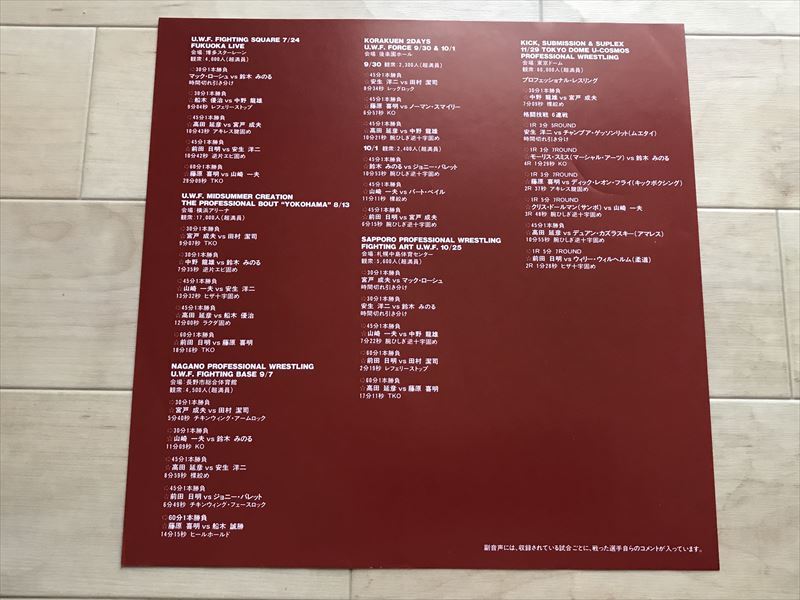 U.W.F. FIGHTING SQUARE 7/24
FUKUOKA LIVE
会場 博多スターレーン
観衆 4,000人(超満員)
☆30分1本勝負
マック・ローシュ vs 鈴木 みのる
時間切れ引き分け
☆30分1本勝負
☆船木 優治 vs 中野 龍雄
9分04秒 レフェリーストップ
☆45分1本勝負
☆高田 延彦 vs 宮戸 成夫
10分43秒 アキレス腱固め
☆45分1本勝負
☆前田 日明 vs 安生 洋二
10分42秒 逆片エビ固め
☆60分1本勝負
☆藤原 喜明 vs 山崎 一夫
29分09秒 TKO
U.W.F. MIDSUMMER CREATION
THE PROFESSIONAL BOUT "YOKOHAMA" 8/13
会場 横浜アリーナ
観衆 17,000人(超満員)
☆30分1本勝負
☆宮戸 成夫 vs 田村 潔司
9分07秒 TKO
☆30分1本勝負
☆中野 龍雄 vs 鈴木 みのる
7分35秒 逆片エビ固め
☆45分1本勝負
☆山崎 一夫 vs 安生 洋二
13分32秒 ヒザ十字固め
☆45分1本勝負
☆高田 延彦 vs 船木 優治
12分00秒 ラクダ固め
☆60分1本勝負
☆前田 日明 vs 藤原 喜明
18分16秒 TKO
NAGANO PROFESSIONAL WRESTLING
U.W.F. FIGHTING BASE 9/7
会場 長野市総合体育館
観衆 4,500人(超満員)
☆30分1本勝負
☆宮戸 成夫 vs 田村 潔司
5分40秒 チキンウィング・アームロック
☆30分1本勝負
☆山崎 一夫 vs 鈴木 みのる
11分09秒 KO
☆45分1本勝負
☆高田 延彦 vs 安生 洋二
8分59秒 裸絞め
☆45分1本勝負
☆前田 日明 vs ジョニー・バレット
6分49秒 チキンウィング・フェースロック
☆60分1本勝負
☆藤原 喜明 vs 船木 誠勝
14分15秒 ヒールホールド
KORAKUEN 2DAYS
U.W.F. FORCE 9/30 & 10/1
会場 後楽園ホール
9/30 観衆 2,300人(超満員)
☆45分1本勝負
☆安生 洋二 vs 田村 潔司
8分34秒 レッグロック
☆45分1本勝負
☆藤原 喜明 vs ノーマン・スマイリー
6分57秒 KO
☆45分1本勝負
☆高田 延彦 vs 中野 龍雄
10分21秒 腕ひしぎ逆十字固め
10/1 観衆 2,400人(超満員)
☆45分1本勝負
☆鈴木 みのる vs ジョニー・バレット
10分53秒 腕ひしぎ逆十字固め
☆45分1本勝負
☆山崎 一夫 vs バート・ベイル
11分11秒 裸絞め
☆45分1本勝負
☆前田 日明 vs 宮戸 成夫
6分15秒 腕ひしぎ逆十字固め
SAPPORO PROFESSIONAL WRESTLING
FIGHTING ART U.W.F. 10/25
会場:札幌中島体育センター
観衆:5,600人(超満員)
☆30分1本勝負
宮戸 成夫 vs マック・ローシュ
時間切れ引き分け
☆30分1本勝負
安生 洋二 vs 鈴木 みのる
時間切れ引き分け
☆45分1本勝負
☆山崎 一夫 vs 中野 龍雄
7分22秒 腕ひしぎ逆十字固め
☆60分1本勝負
☆前田 日明 vs 田村 潔司
2分19秒 レフェリーストップ
☆60分1本勝負
☆高田 延彦 vs 藤原 喜明
17分11秒 TKO
KICK, SUBMISSION & SUPLEX
11/29 TOKYO DOME U-COSMOS
PROFESSIONAL WRESTLING
会場 東京ドーム
観衆 60,000人(超満員)
プロフェッショナル・レスリング
☆30分1本勝負
☆中野 龍雄 vs 宮戸 成夫
7分09秒 裸絞め
格闘技戦 6連戦
☆1R 3分 5ROUND
安生 洋二 vs チャンプア・ゲッソンリット(ムエタイ)
時間切れ引き分け
☆1R 3分 7ROUND
☆モーリス・スミス(マーシャル・アーツ) vs 鈴木 みのる
4R 1分29秒 KO
☆1R 3分 7ROUND
☆藤原 喜明 vs ディック・レオン・フライ(キックボクシング)
2R 37秒 アキレス腱固め
☆1R 5分 7ROUND
☆クリス・ドールマン(サンボ) vs 山崎 一夫
3R 40秒 腕ひしぎ逆十字固め
☆45分1本勝負
☆高田 延彦 vs デュアン・カズラスキー(アマレス)
10分55秒 腕ひしぎ逆十字固め
☆1R 5分 7ROUND
☆前田 日明 vs ウィリー・ウィルヘルム(柔道)
2R 1分28秒 ヒザ十字固め
副音声には、収録されている試合ごとに、戦った選手自らのコメントが入っています。